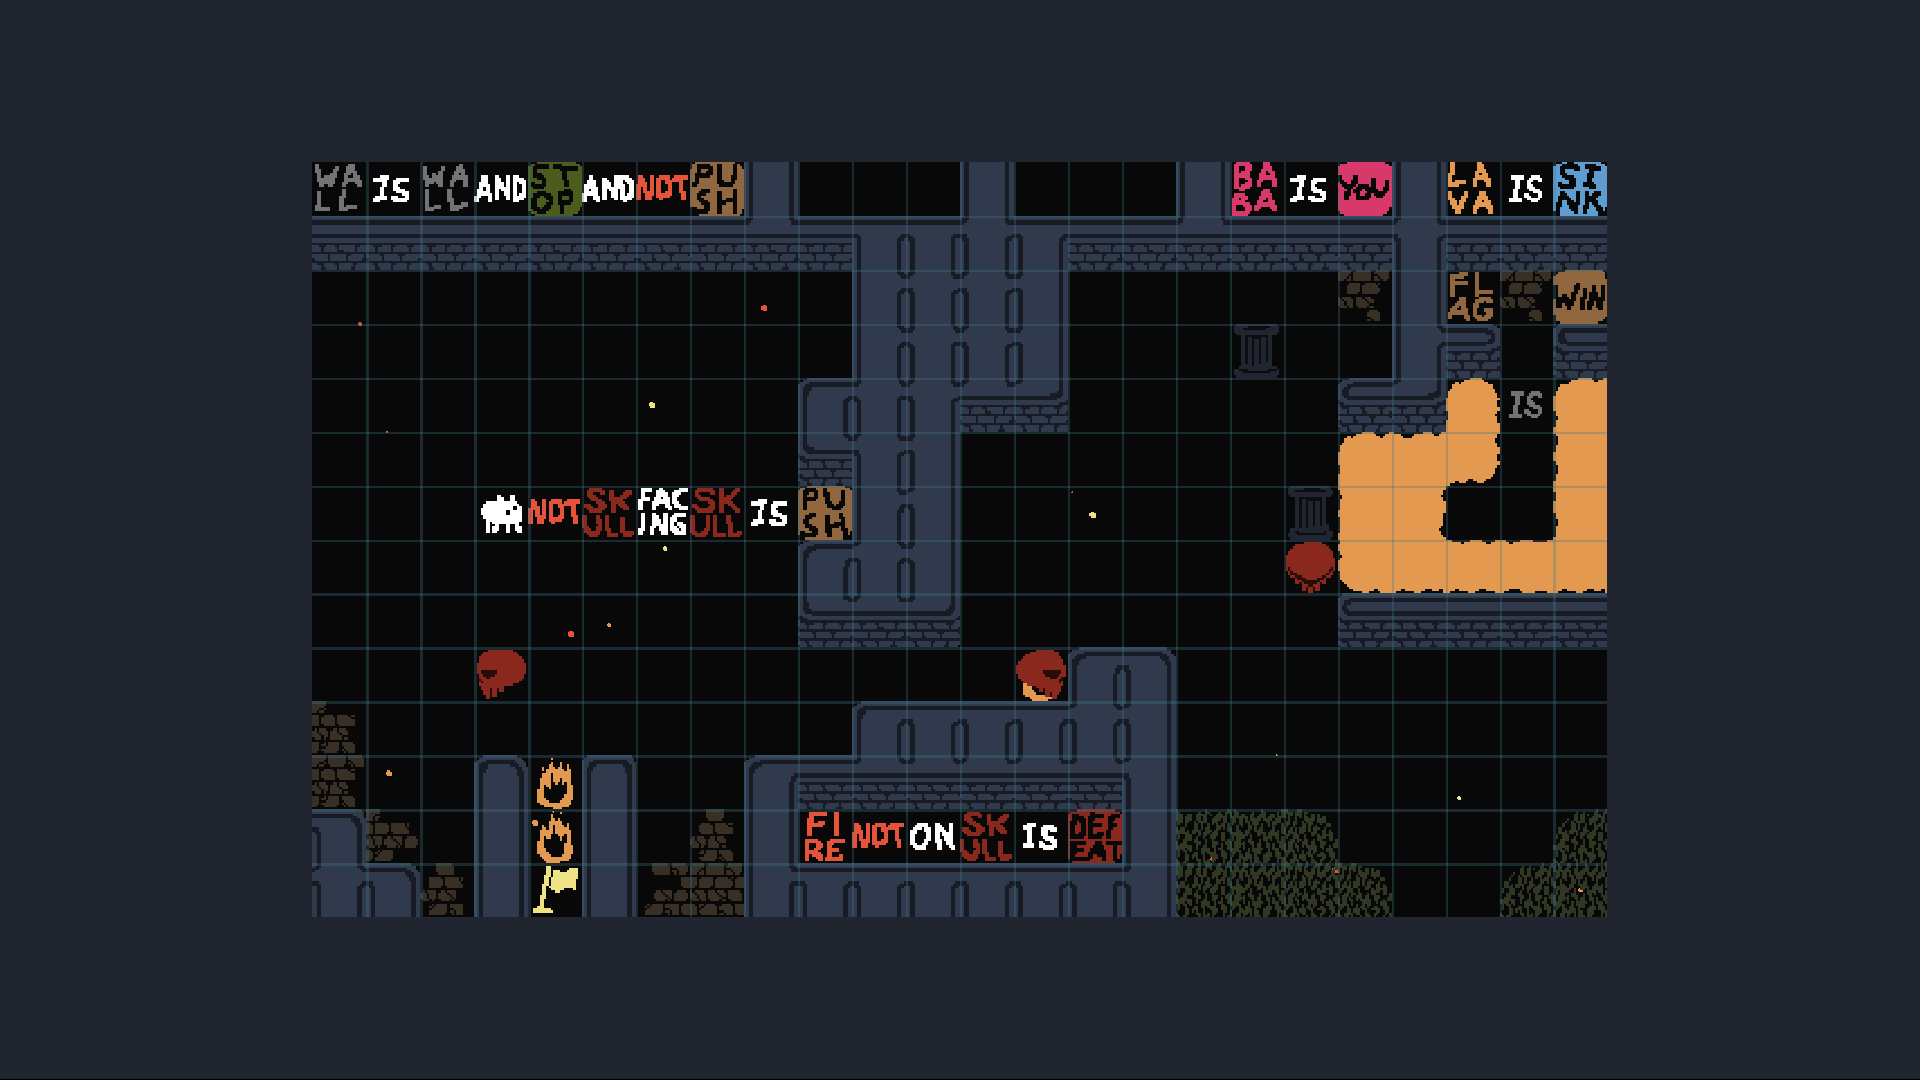 WALL IS WALL AND STOP AND NOT PUSH
BABA IS YOU
LAVA IS SINK
FLAG WIN
IS
NOT SKULL FACING SKULL IS PUSH
FIRE NOT ON SKULL IS DEFEAT